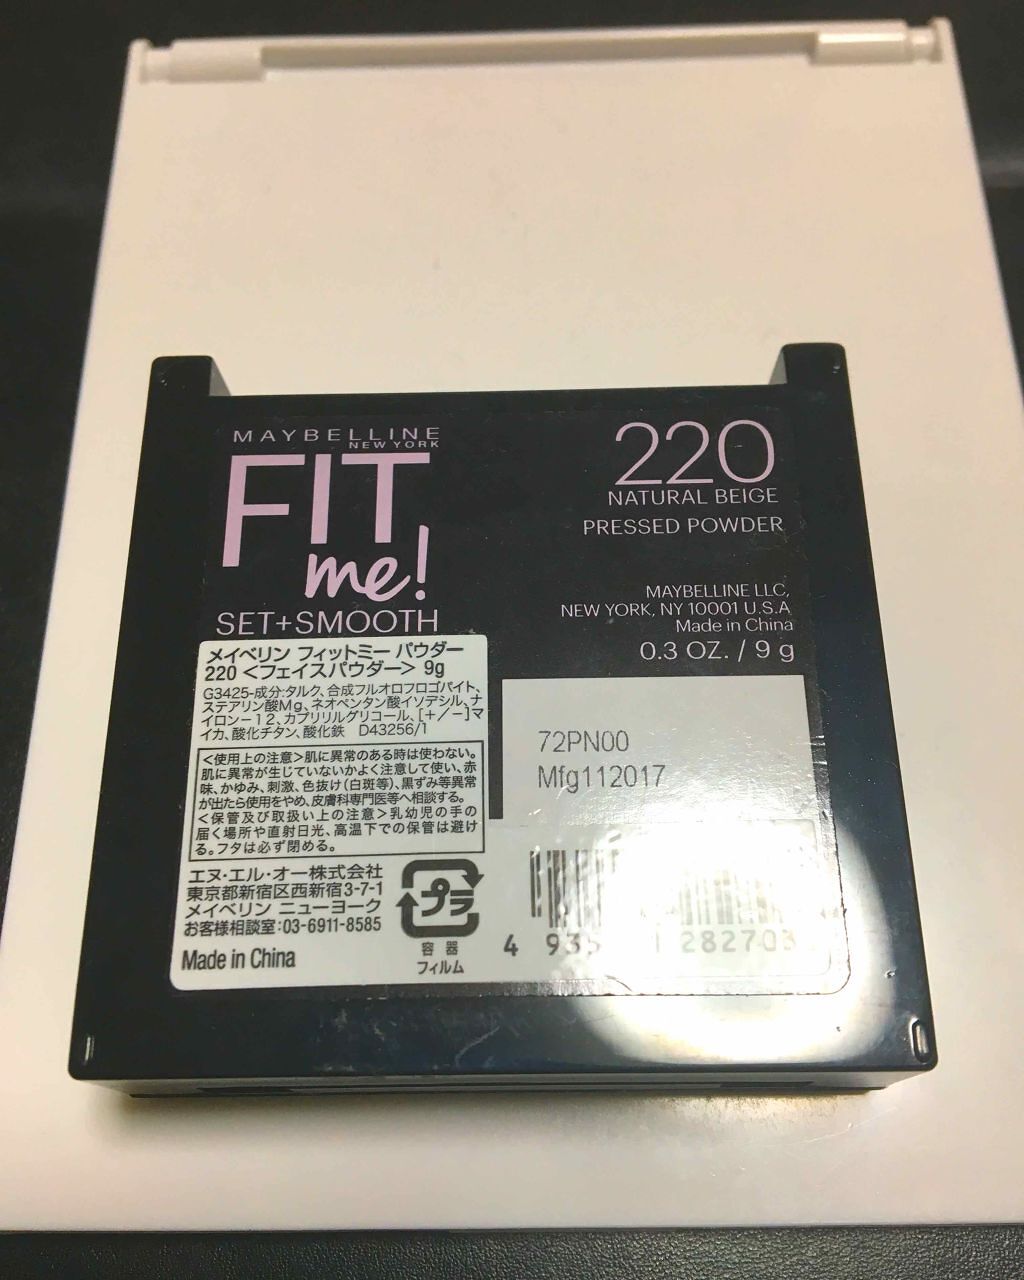 MAYBELLINE
NEW YORK
FIT
me!
SET+SMOOTH
220
NATURAL BEIGE
PRESSED POWDER
MAYBELLINE LLC,
NEW YORK, NY 10001 U.S.A
Made in China
0.3 OZ. / 9 g
メイベリン フィットミー パウダー
220 <フェイスパウダー> 9g
G3425-成分:タルク、合成フルオロフロゴパイト、
ステアリン酸Mg、ネオペンタン酸イソデシル、ナ
イロン-12、カプリリルグリコール、[+/-]マ
イカ、酸化チタン、酸化鉄 D43256/1
<使用上の注意>肌に異常のある時は使わない。
肌に異常が生じていないかよく注意して使い、赤
味、かゆみ、刺激、色抜け(白斑等)、黒ずみ等異常
が出たら使用をやめ、皮膚科専門医等へ相談する。
<保管及び取扱い上の注意>乳幼児の手の
届く場所や直射日光、高温下での保管は避け
る。フタは必ず閉める。
エヌ・エル・オー株式会社
東京都新宿区西新宿3-7-1
メイベリン ニューヨーク
お客様相談室:03-6911-8585
Made in China
プラ
容器
フィルム
72PN00
Mfg112017
4